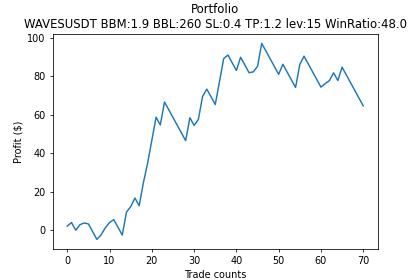 Portfolio
WAVESUSDT BBM:1.9 BBL:260 SL:0.4 TP:1.2 lev:15 WinRatio:48.0
100
80
60
40
20
0
Profit ($)
0 10 20 30 40 50 60 70
Trade counts